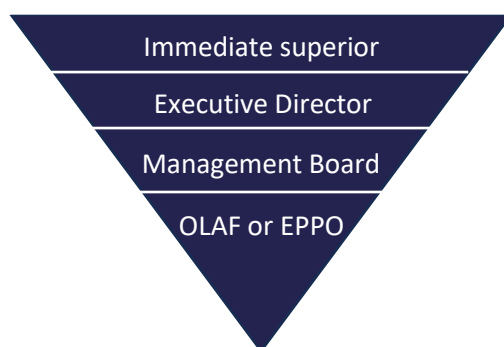 Immediate superior
Executive Director
Management Board
OLAF or EPPO